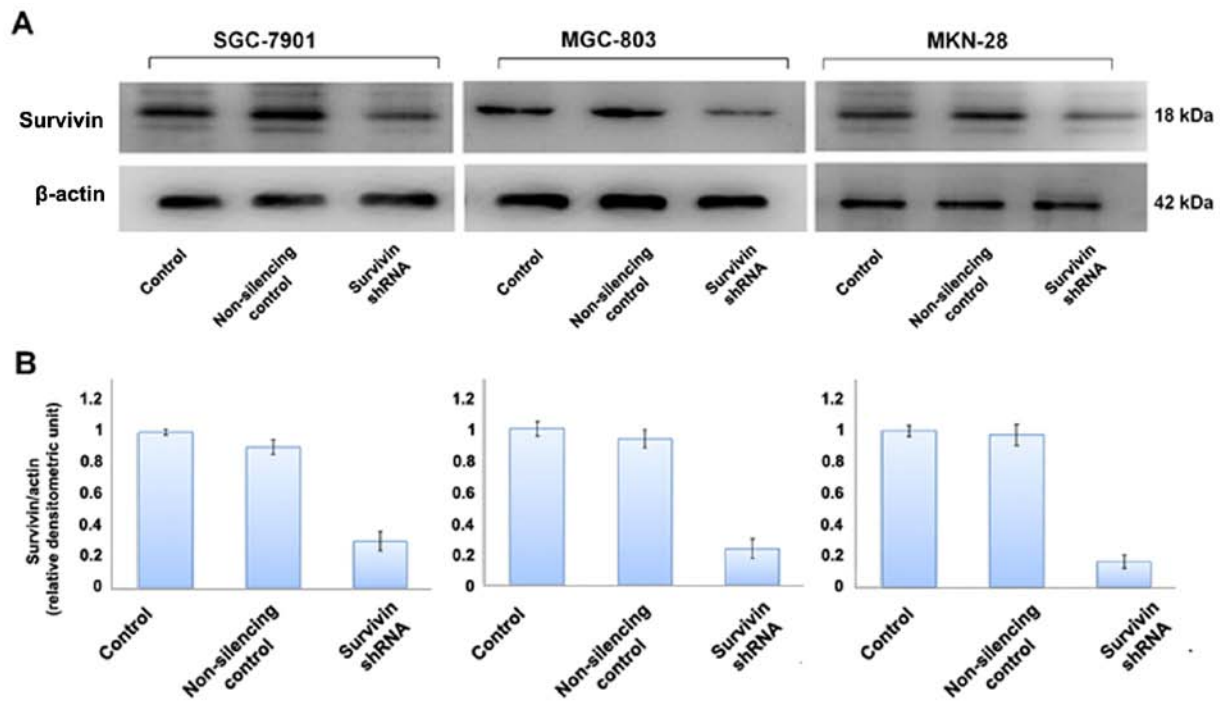 A
SGC-7901
MGC-803
MKN-28
Survivin
18 kDa
β-actin
42 kDa
Control
Non-silencing
control
Survivin
shRNA
Control
Non-silencing
control
Survivin
shRNA
Control
Non-silencing
control
Survivin
shRNA
B
Survivin/actin
(relative densitometric unit)
1.2
1
0.8
0.6
0.4
0.2
0
1.2
1
0.8
0.6
0.4
0.2
0
1.2
1
0.8
0.6
0.4
0.2
0
Control
Non-silencing
control
Survivin
shRNA
Control
Non-silencing
control
Survivin
shRNA
Control
Non-silencing
control
Survivin
shRNA